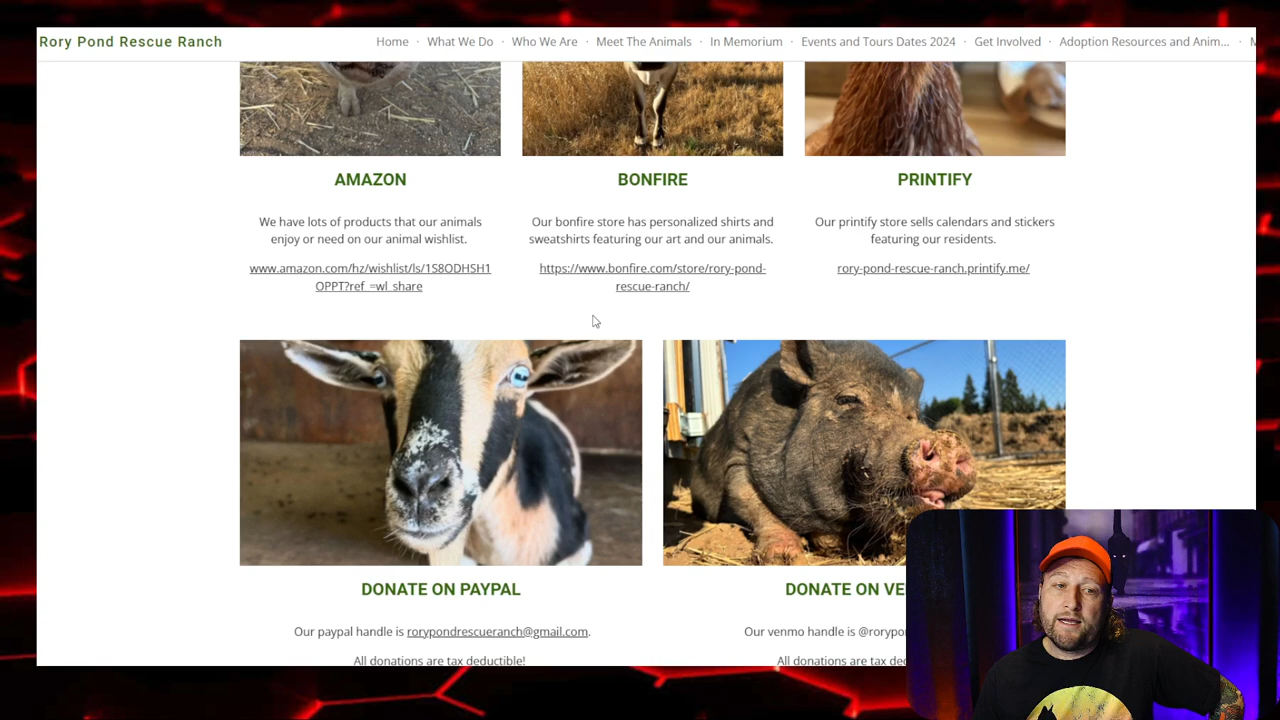 Rory Pond Rescue Ranch
Home · What We Do · Who We Are · Meet The Animals · In Memorium · Events and Tours Dates 2024 · Get Involved · Adoption Resources and Anim... ·
AMAZON
We have lots of products that our animals
enjoy or need on our animal wishlist.
www.amazon.com/hz/wishlist/ls/1S8ODHSH1
OPPT?ref_=wl_share
BONFIRE
Our bonfire store has personalized shirts and
sweatshirts featuring our art and our animals.
https://www.bonfire.com/store/rory-pond-
rescue-ranch/
PRINTIFY
Our printify store sells calendars and stickers
featuring our residents.
rory-pond-rescue-ranch.printify.me/
DONATE ON PAYPAL
Our paypal handle is rorypondrescueranch@gmail.com.
All donations are tax deductible!
DONATE ON VE
Our venmo handle is @rorypo
All donations are tax de